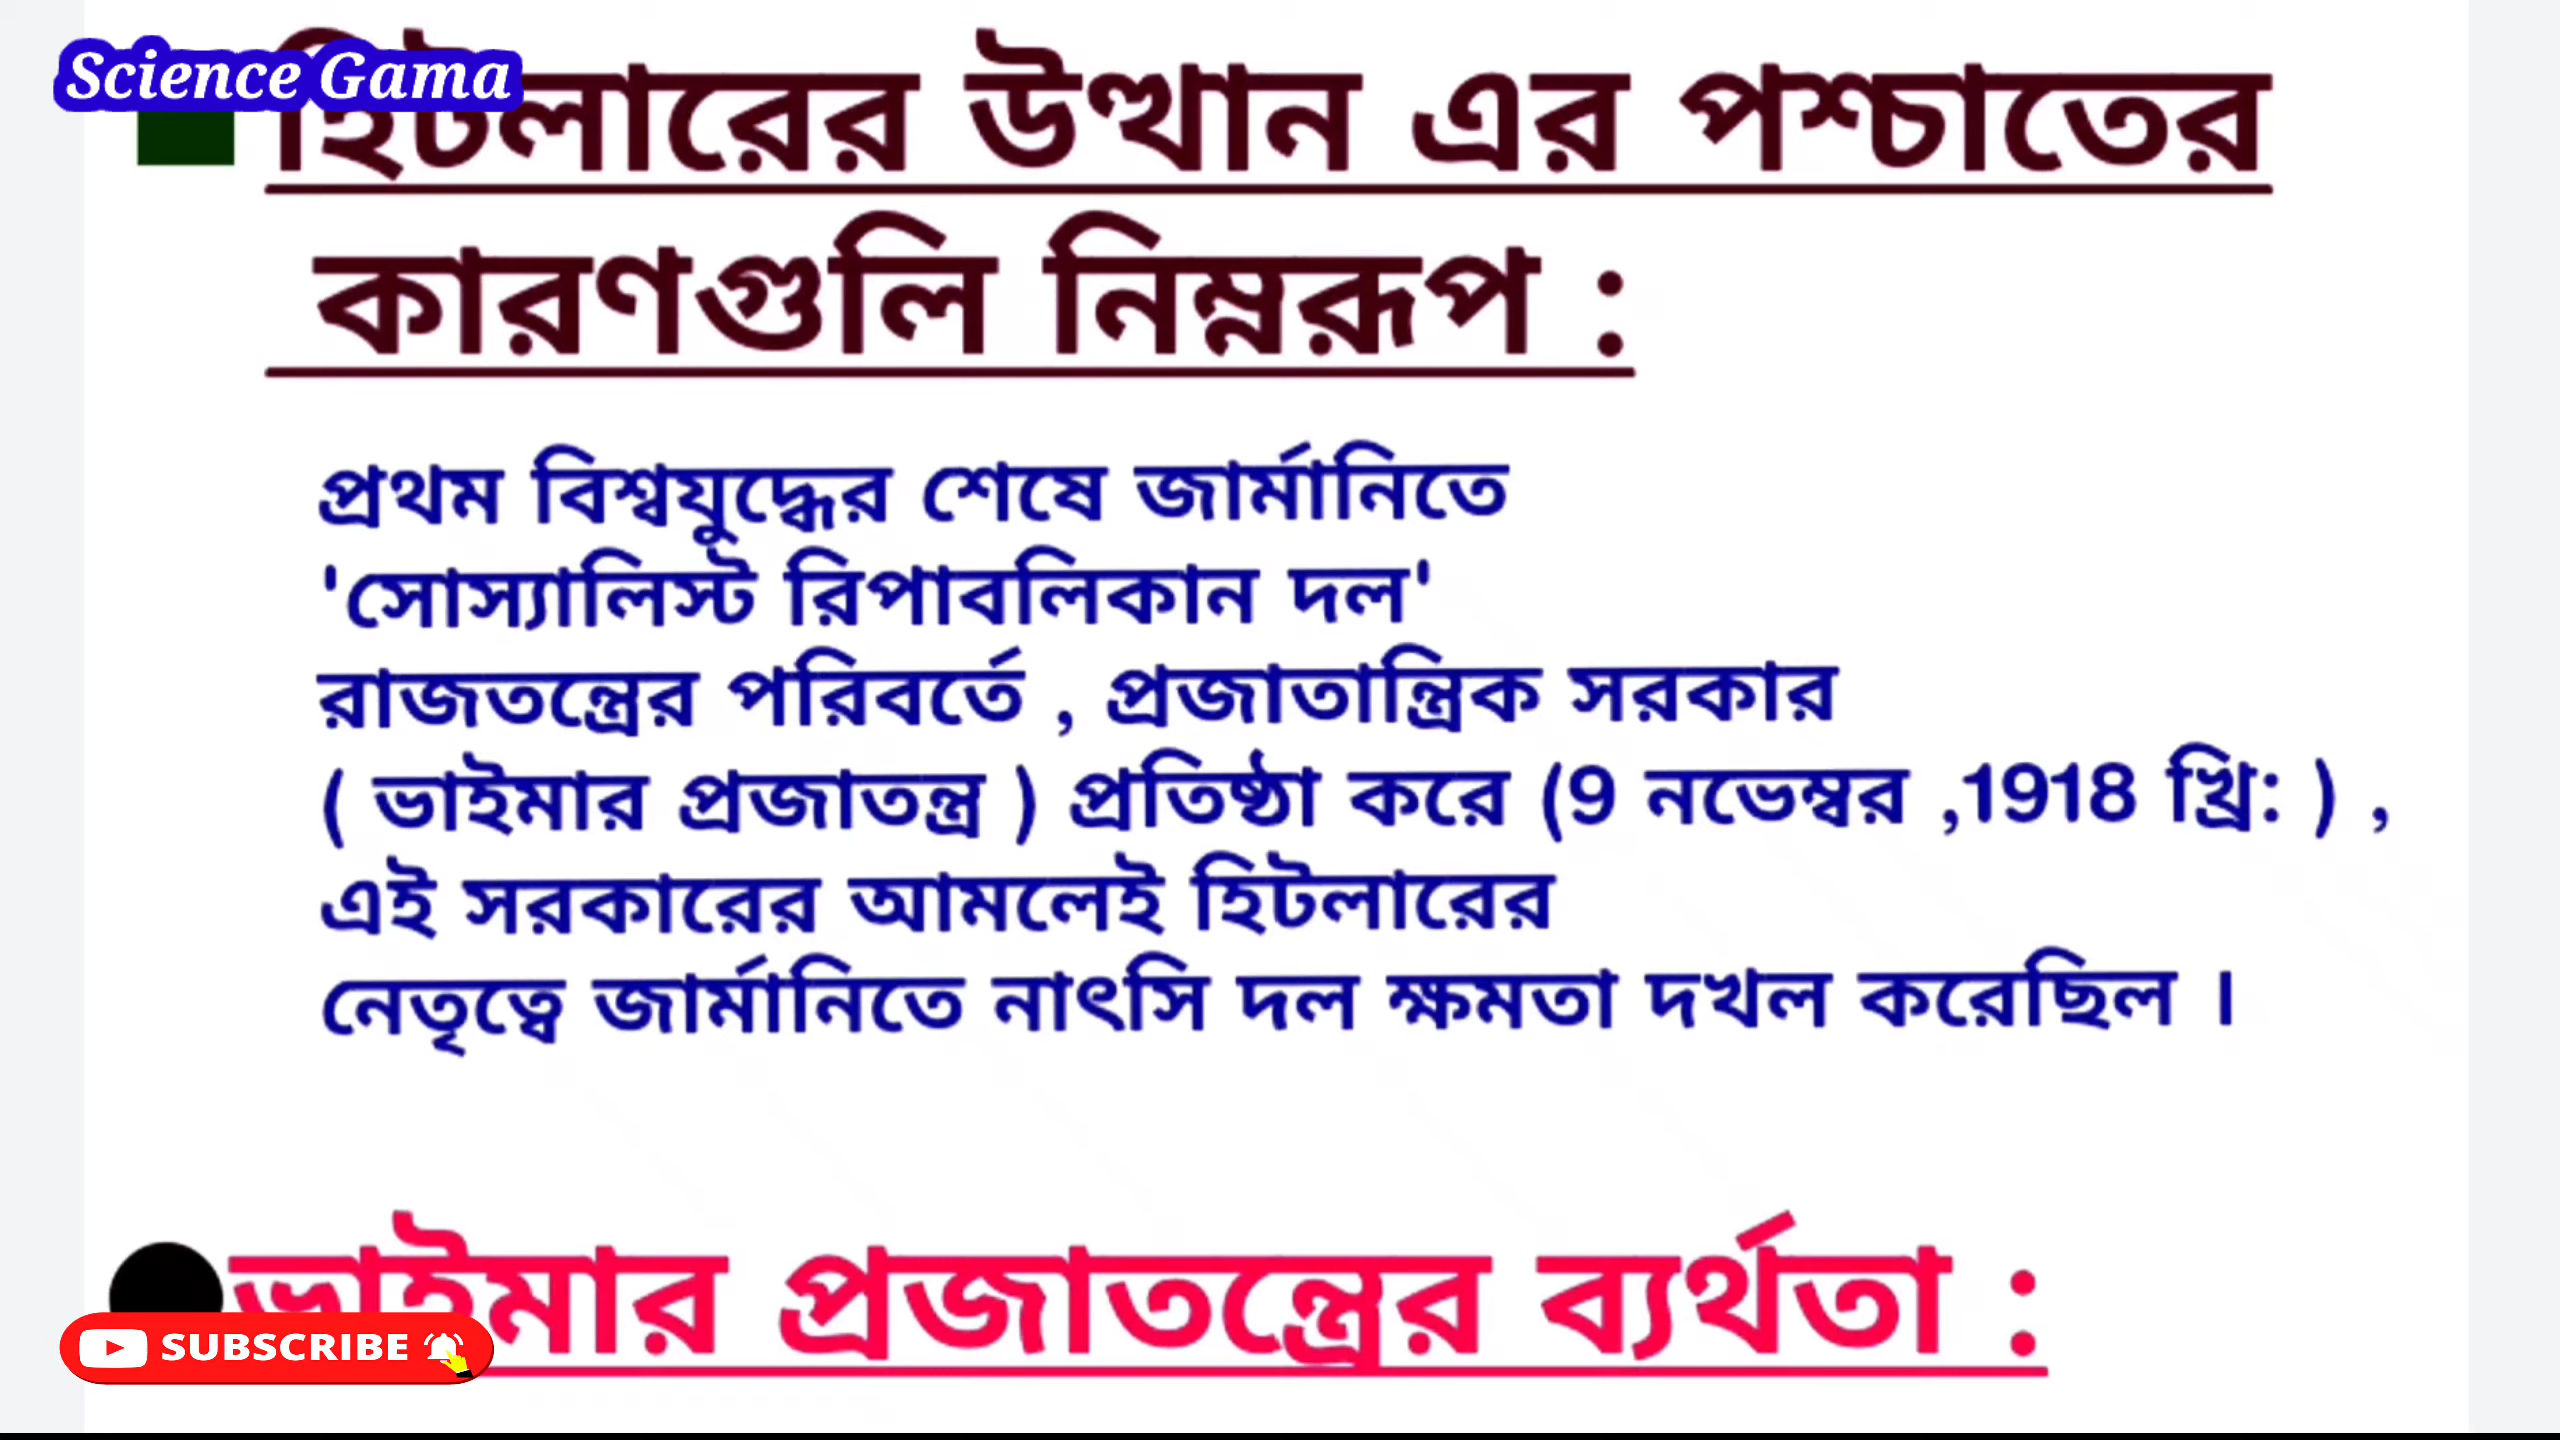 Science Gama
হিটলারের উত্থান এর পশ্চাতের
কারণগুলি নিম্নরূপ :
প্রথম বিশ্বযুদ্ধের শেষে জার্মানিতে
'সোস্যালিস্ট রিপাবলিকান দল'
রাজতন্ত্রের পরিবর্তে , প্রজাতান্ত্রিক সরকার
( ভাইমার প্রজাতন্ত্র ) প্রতিষ্ঠা করে (9 নভেম্বর ,1918 খ্রি: ) ,
এই সরকারের আমলেই হিটলারের
নেতৃত্বে জার্মানিতে নাৎসি দল ক্ষমতা দখল করেছিল ।
ভাইমার প্রজাতন্ত্রের ব্যর্থতা :
SUBSCRIBE